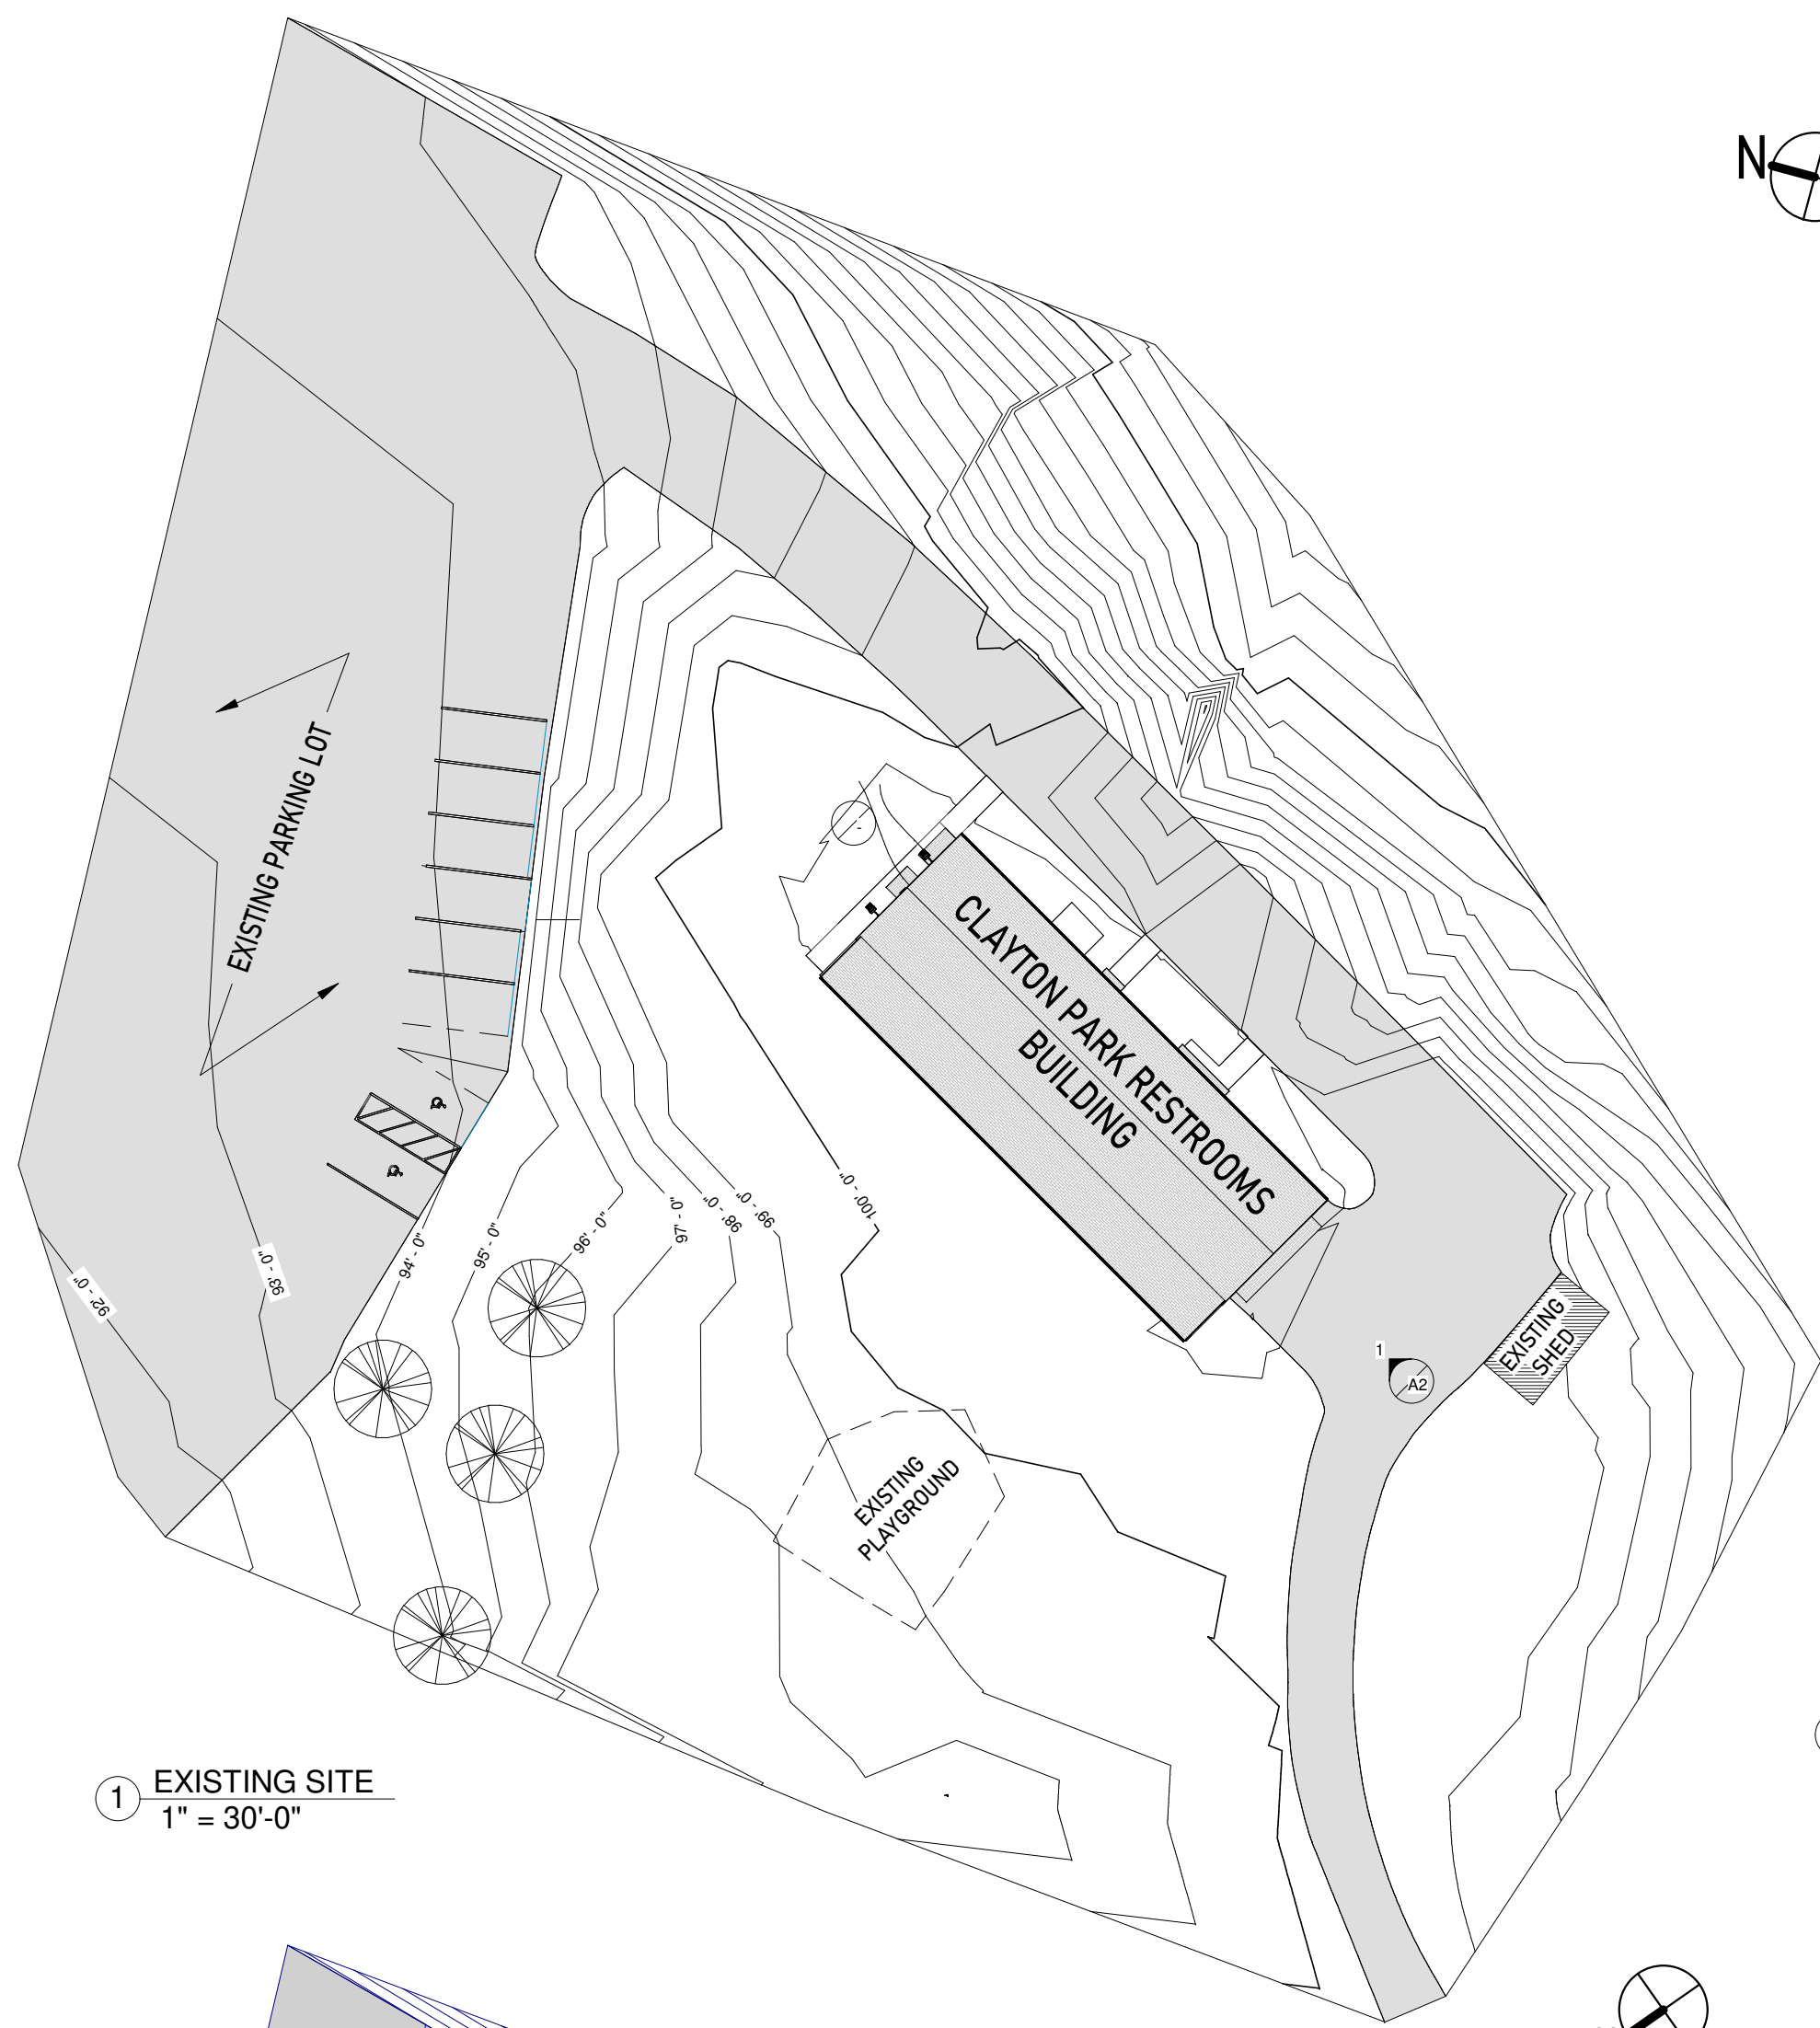 N
EXISTING PARKING LOT
CLAYTON PARK RESTROOMS
BUILDING
100' - 0"
99' - 0"
98' - 0"
97' - 0"
96' - 0"
95' - 0"
94' - 0"
93' - 0"
92' - 0"
EXISTING
SHED
1
A2
EXISTING
PLAYGROUND
1
EXISTING SITE
1" = 30'-0"